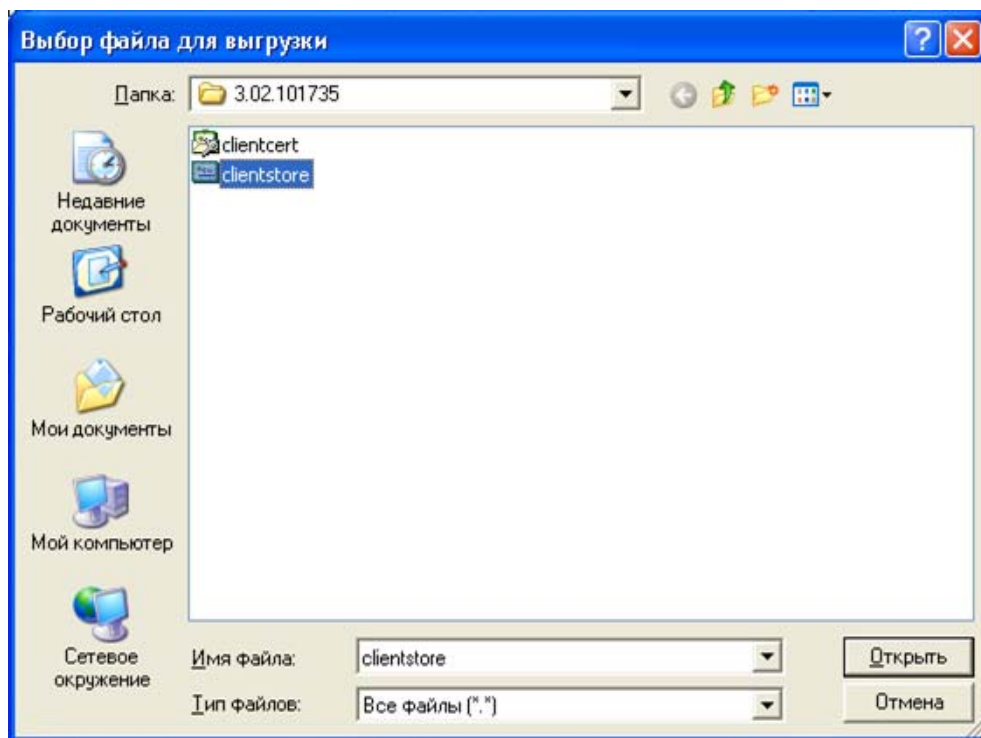 Выбор файла для выгрузки
Папка: 3.02.101735
clientcert
clientstore
Недавние
документы
Рабочий стол
Мои документы
Мой компьютер
Сетевое
окружение
Имя файла: clientstore Открыть
Тип файлов: Все файлы (*.*) Отмена